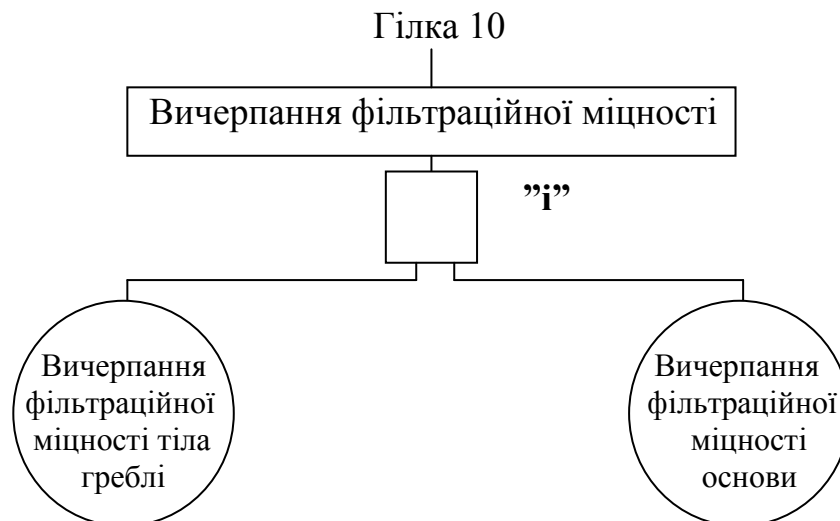 Гілка 10
Вичерпання фільтраційної міцності
”і”
Вичерпання
фільтраційної
міцності тіла
греблі
Вичерпання
фільтраційної
міцності
основи